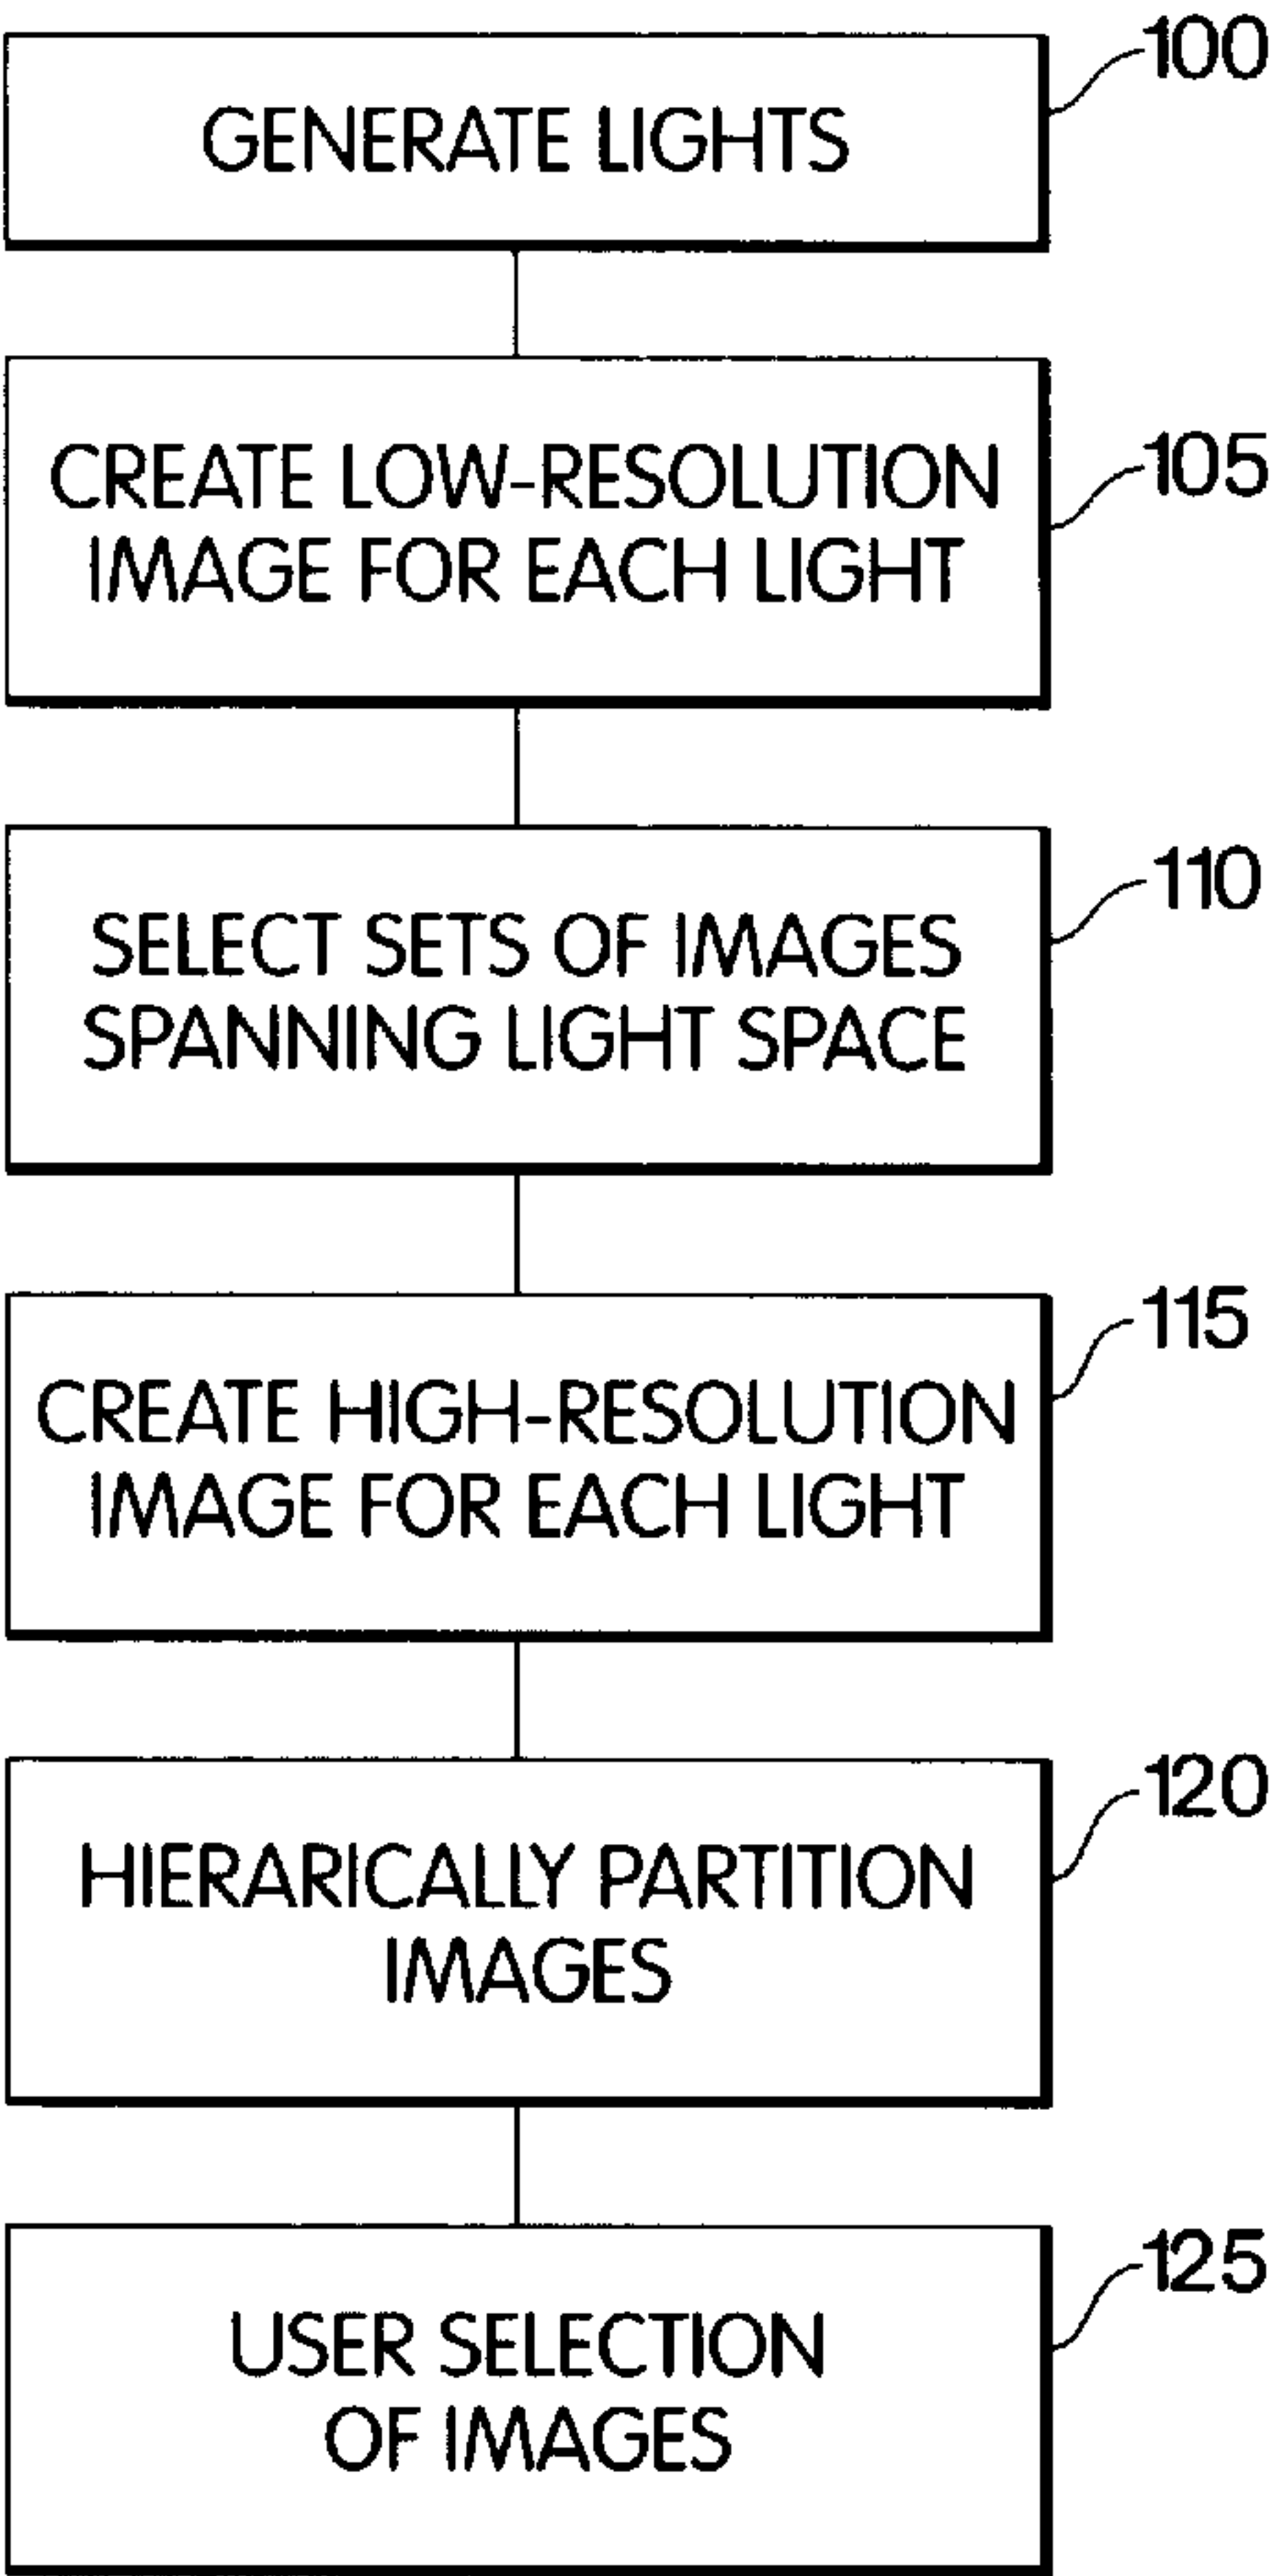 100
GENERATE LIGHTS
105
CREATE LOW-RESOLUTION
IMAGE FOR EACH LIGHT
110
SELECT SETS OF IMAGES
SPANNING LIGHT SPACE
115
CREATE HIGH-RESOLUTION
IMAGE FOR EACH LIGHT
120
HIERARICALLY PARTITION
IMAGES
125
USER SELECTION
OF IMAGES